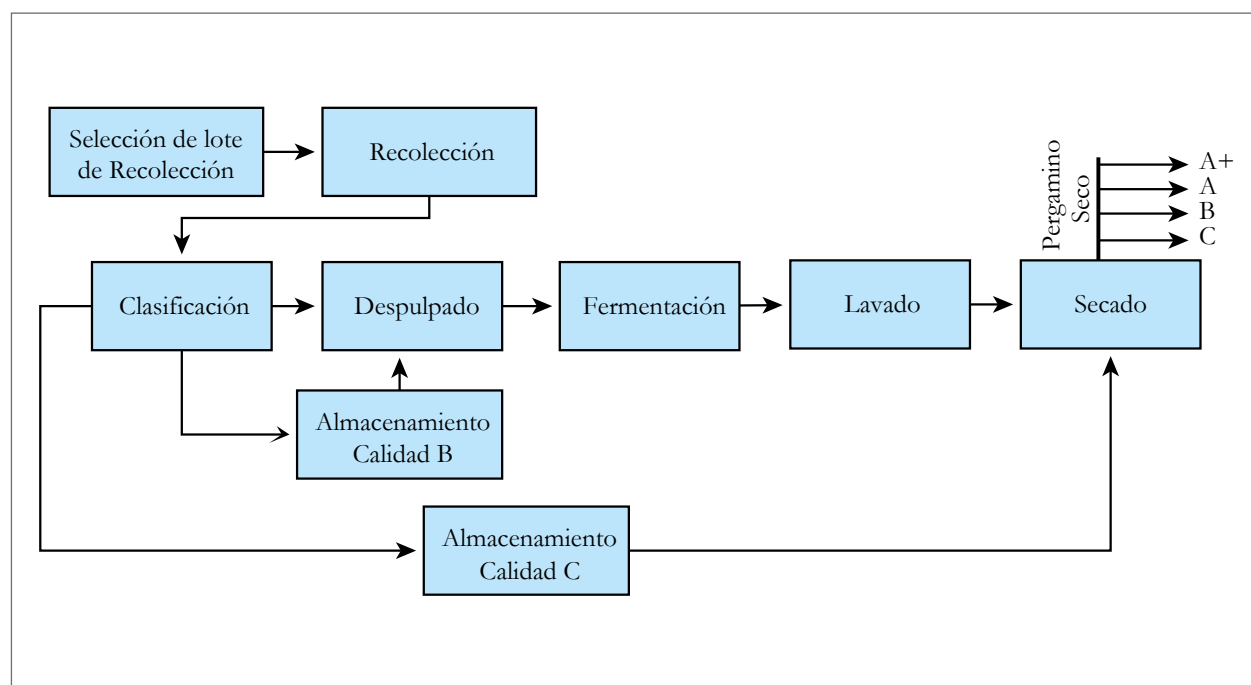 Selección de lote
de Recolección
Recolección
Pergamino
Seco
A+
A
B
C
Clasificación
Despulpado
Fermentación
Lavado
Secado
Almacenamiento
Calidad B
Almacenamiento
Calidad C